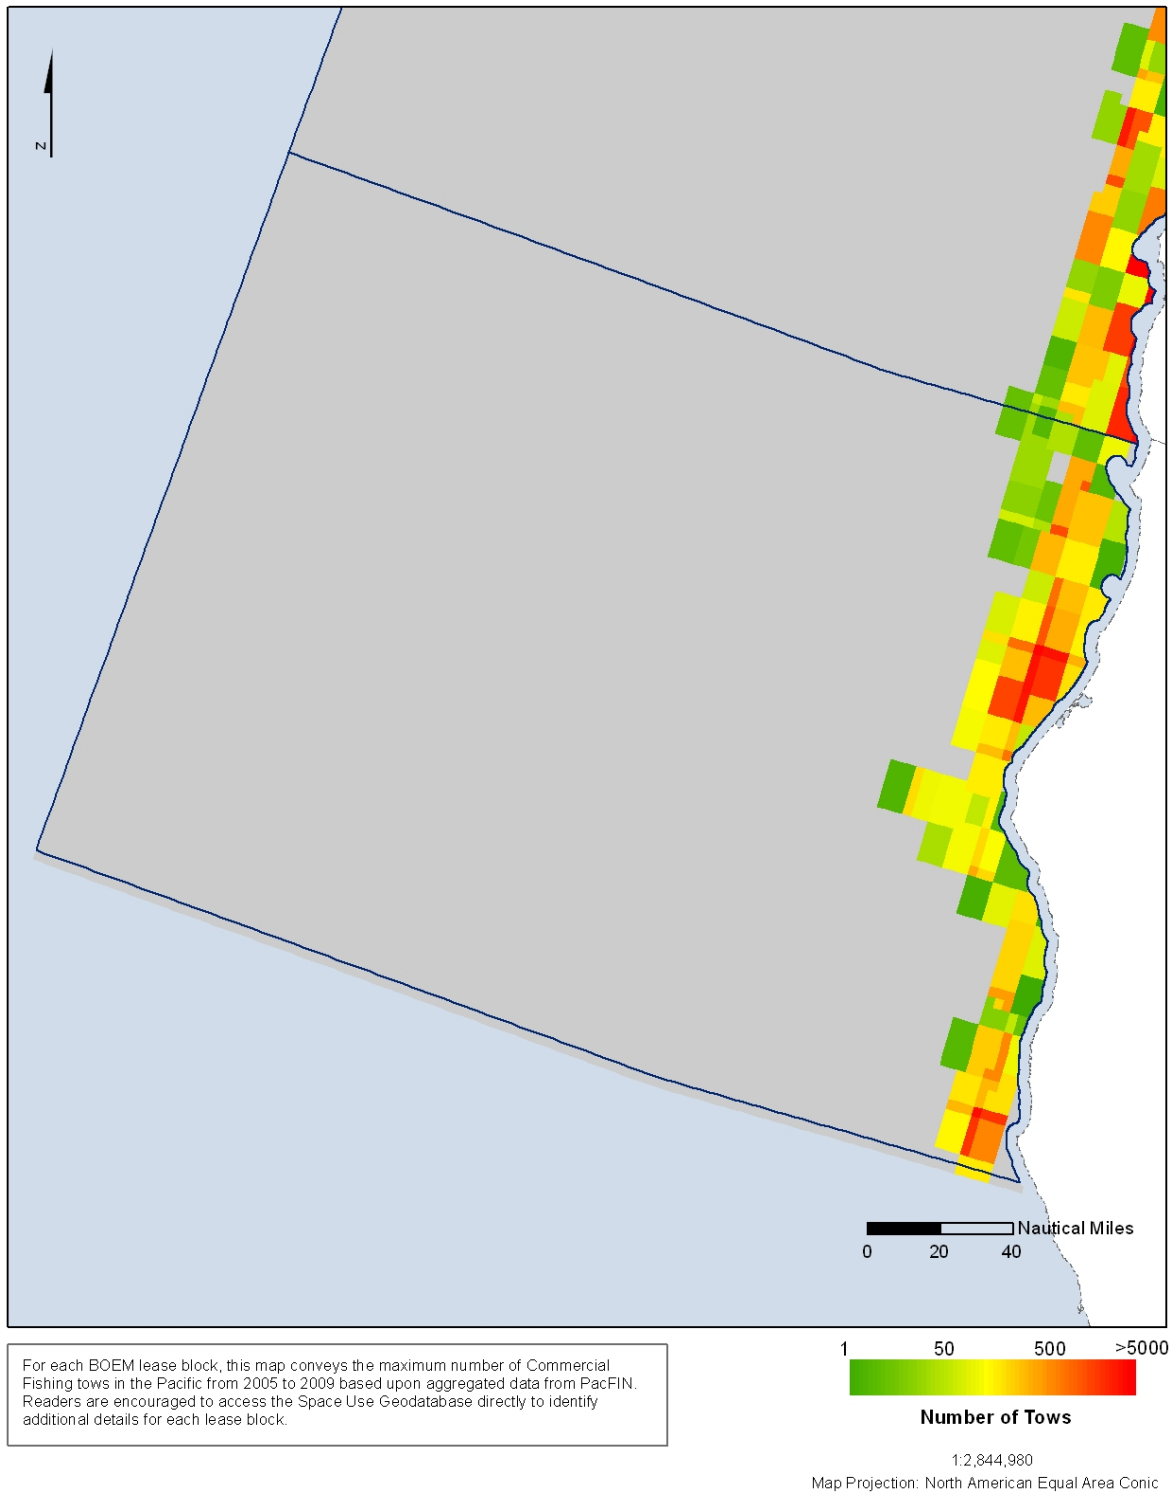 z
Nautical Miles
0 20 40
For each BOEM lease block, this map conveys the maximum number of Commercial
Fishing tows in the Pacific from 2005 to 2009 based upon aggregated data from PacFIN.
Readers are encouraged to access the Space Use Geodatabase directly to identify
additional details for each lease block.
1 50 500 >5000
Number of Tows
1:2,844,980
Map Projection: North American Equal Area Conic